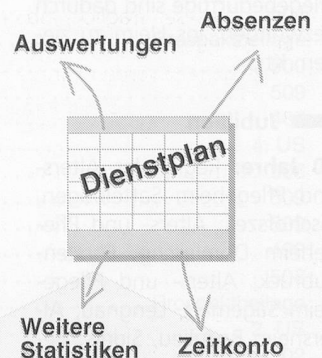 Absenzen
Auswertungen
Dienstplan
Weitere
Statistiken
Zeitkonto